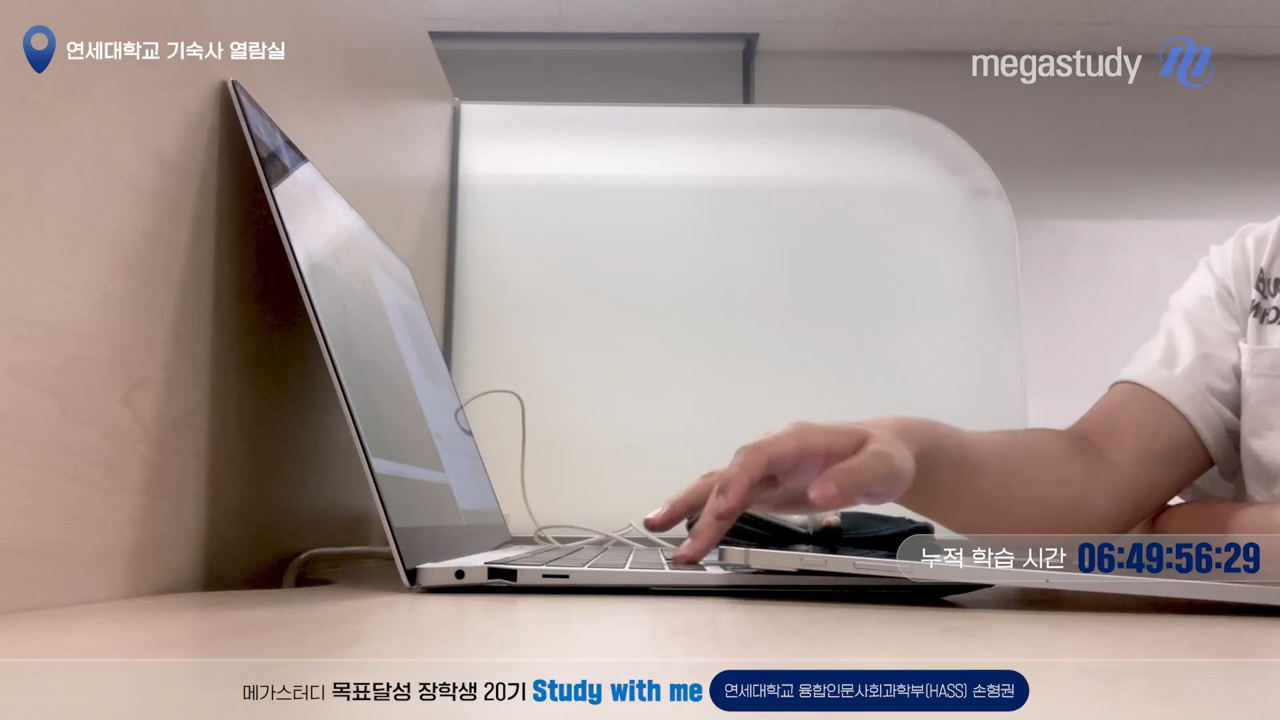 연세대학교 기숙사 열람실
megastudy
누적 학습 시간 06:49:56:29
메가스터디 목표달성 장학생 20기 Study with me 연세대학교 융합인문사회과학부(HASS) 손형권